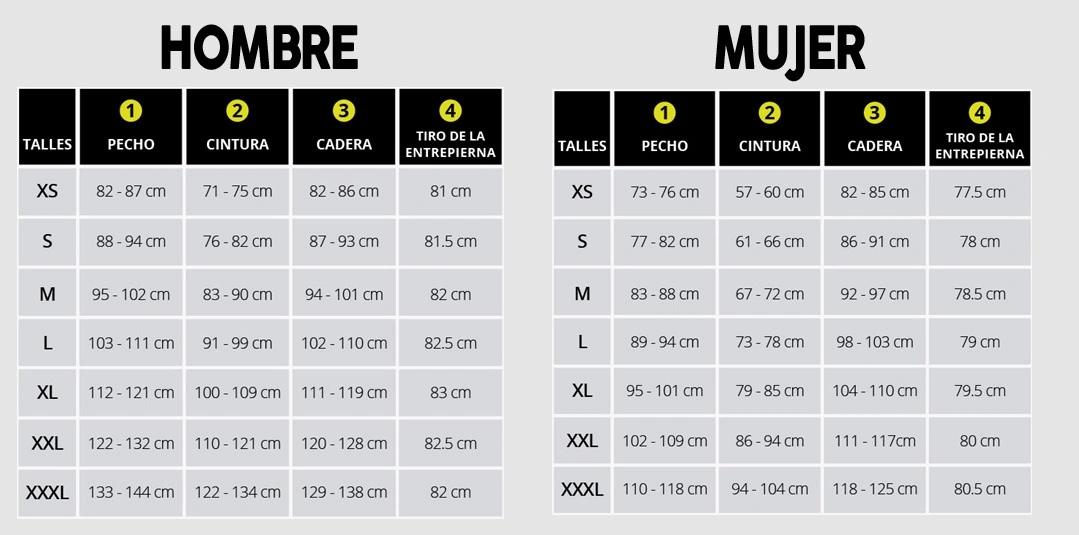 HOMBRE
TALLES 1 PECHO 2 CINTURA 3 CADERA 4 TIRO DE LA ENTREPIERNA
XS 82 - 87 cm 71 - 75 cm 82 - 86 cm 81 cm
S 88 - 94 cm 76 - 82 cm 87 - 93 cm 81.5 cm
M 95 - 102 cm 83 - 90 cm 94 - 101 cm 82 cm
L 103 - 111 cm 91 - 99 cm 102 - 110 cm 82.5 cm
XL 112 - 121 cm 100 - 109 cm 111 - 119 cm 83 cm
XXL 122 - 132 cm 110 - 121 cm 120 - 128 cm 82.5 cm
XXXL 133 - 144 cm 122 - 134 cm 129 - 138 cm 82 cm
MUJER
TALLES 1 PECHO 2 CINTURA 3 CADERA 4 TIRO DE LA ENTREPIERNA
XS 73 - 76 cm 57 - 60 cm 82 - 85 cm 77.5 cm
S 77 - 82 cm 61 - 66 cm 86 - 91 cm 78 cm
M 83 - 88 cm 67 - 72 cm 92 - 97 cm 78.5 cm
L 89 - 94 cm 73 - 78 cm 98 - 103 cm 79 cm
XL 95 - 101 cm 79 - 85 cm 104 - 110 cm 79.5 cm
XXL 102 - 109 cm 86 - 94 cm 111 - 117cm 80 cm
XXXL 110 - 118 cm 94 - 104 cm 118 - 125 cm 80.5 cm